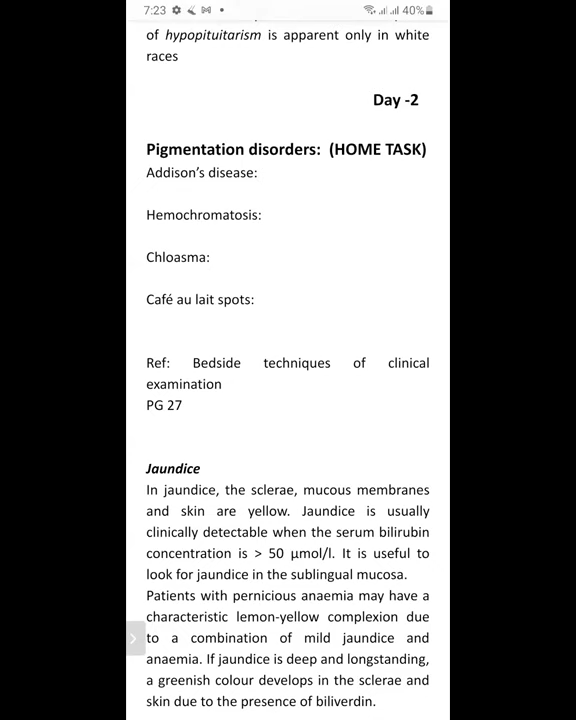 7:23 40%
of hypopituitarism is apparent only in white
races
Day -2
Pigmentation disorders: (HOME TASK)
Addison’s disease:
Hemochromatosis:
Chloasma:
Café au lait spots:
Ref: Bedside techniques of clinical
examination
PG 27
Jaundice
In jaundice, the sclerae, mucous membranes
and skin are yellow. Jaundice is usually
clinically detectable when the serum bilirubin
concentration is > 50 μmol/l. It is useful to
look for jaundice in the sublingual mucosa.
Patients with pernicious anaemia may have a
characteristic lemon-yellow complexion due
to a combination of mild jaundice and
anaemia. If jaundice is deep and longstanding,
a greenish colour develops in the sclerae and
skin due to the presence of biliverdin.